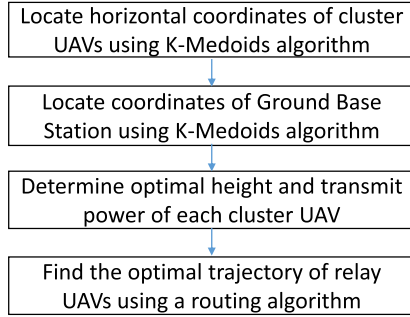 Locate horizontal coordinates of cluster
UAVs using K-Medoids algorithm
Locate coordinates of Ground Base
Station using K-Medoids algorithm
Determine optimal height and transmit
power of each cluster UAV
Find the optimal trajectory of relay
UAVs using a routing algorithm